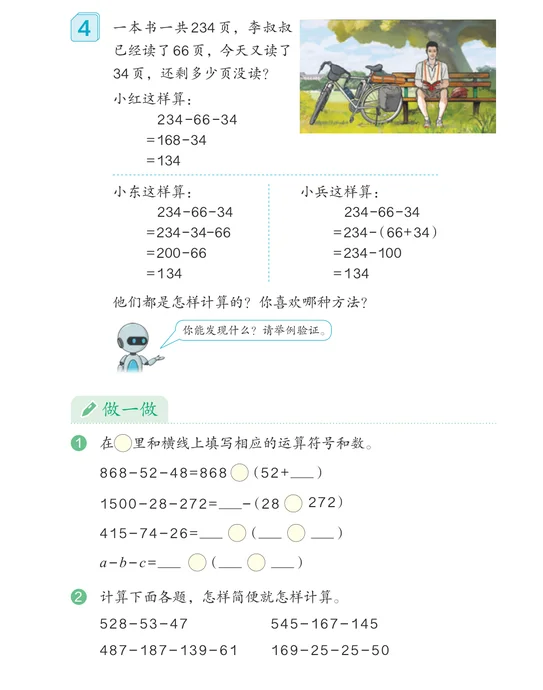 4
一本书一共234页，李叔叔
已经读了66页，今天又读了
34页，还剩多少页没读？
小红这样算：
234-66-34
=168-34
=134
小东这样算：
234-66-34
=234-34-66
=200-66
=134
小兵这样算：
234-66-34
=234-(66+34)
=234-100
=134
他们都是怎样计算的？你喜欢哪种方法？
你能发现什么？请举例验证。
做一做
1 在○里和横线上填写相应的运算符号和数。
868-52-48=868○(52+___)
1500-28-272=___-(28○272)
415-74-26=___○(___○___)
a-b-c=___○(___○___)
2 计算下面各题，怎样简便就怎样计算。
528-53-47 545-167-145
487-187-139-61 169-25-25-50